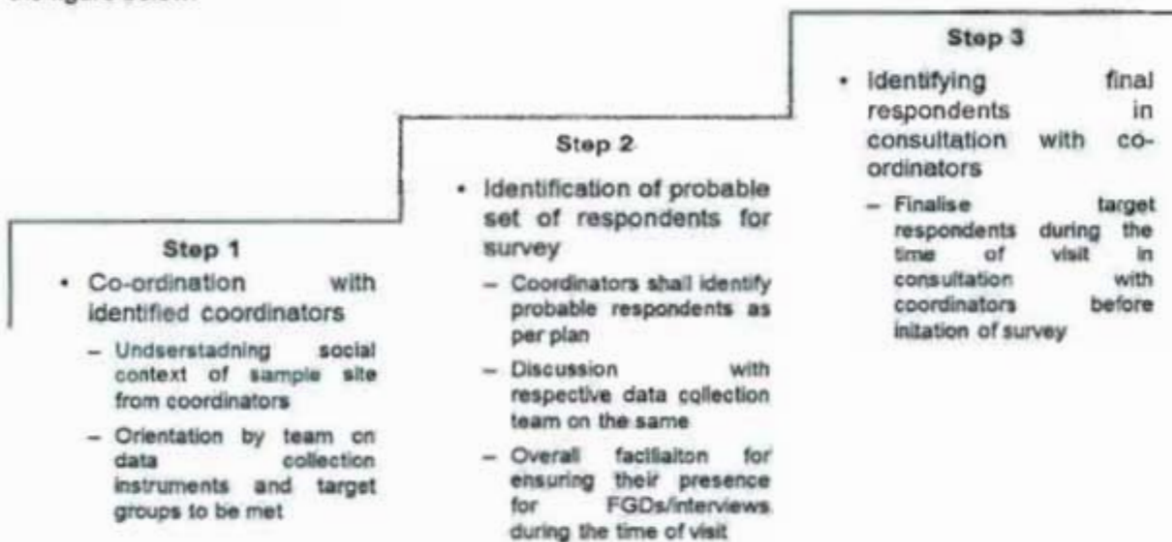 Step 1
• Co-ordination with
identified coordinators
– Undserstadning social
context of sample site
from coordinators
– Orientation by team on
data collection
instruments and target
groups to be met
Step 2
• Identification of probable
set of respondents for
survey
– Coordinators shall identify
probable respondents as
per plan
– Discussion with
respective data collection
team on the same
– Overall faciliaiton for
ensuring their presence
for FGDs/interviews
during the time of visit
Step 3
• Identifying final
respondents in
consultation with co-
ordinators
– Finalise target
respondents during the
time of visit in
consultation with
coordinators before
initation of survey